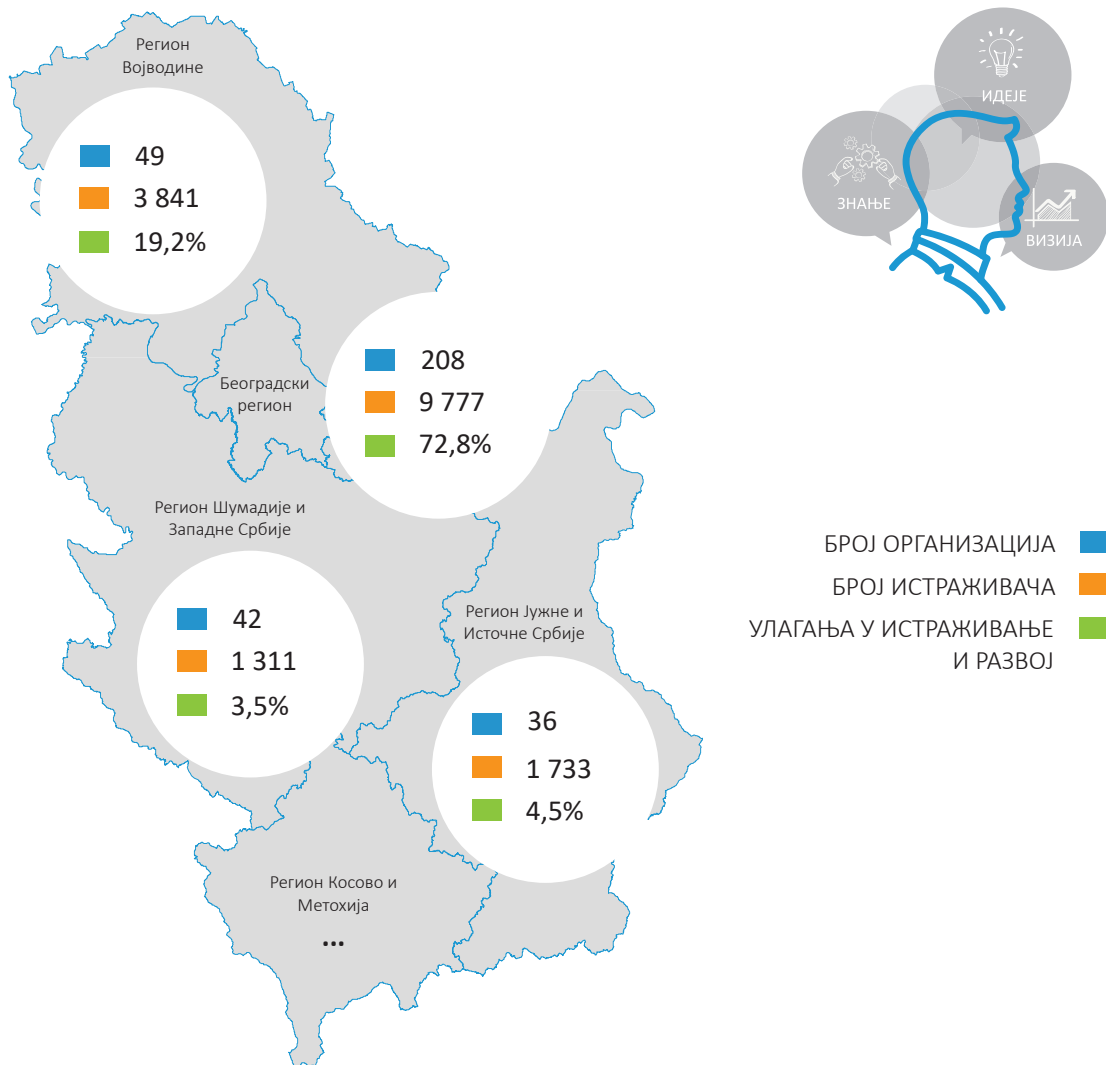 Регион
Војводине
49
3 841
19,2%
ИДЕЈЕ
ЗНАЊЕ
ВИЗИЈА
Београдски
регион
208
9 777
72,8%
Регион Шумадије и
Западне Србије
42
1 311
3,5%
Регион Јужне и
Источне Србије
36
1 733
4,5%
Регион Косово и
Метохија
...
БРОЈ ОРГАНИЗАЦИЈА
БРОЈ ИСТРАЖИВАЧА
УЛАГАЊА У ИСТРАЖИВАЊЕ
И РАЗВОЈ